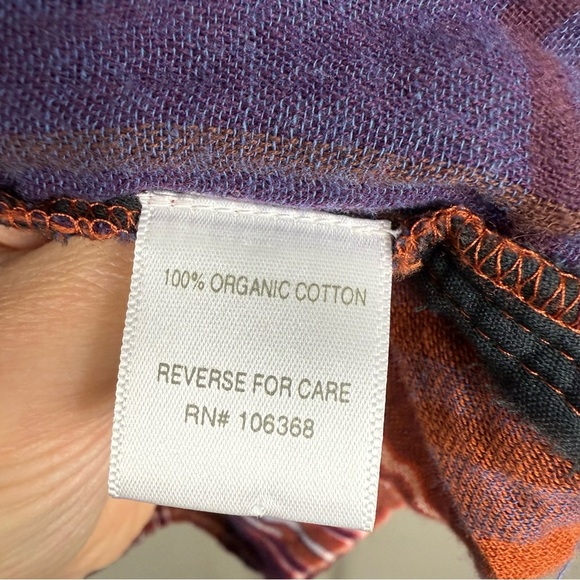 100% ORGANIC COTTON
REVERSE FOR CARE
RN# 106368